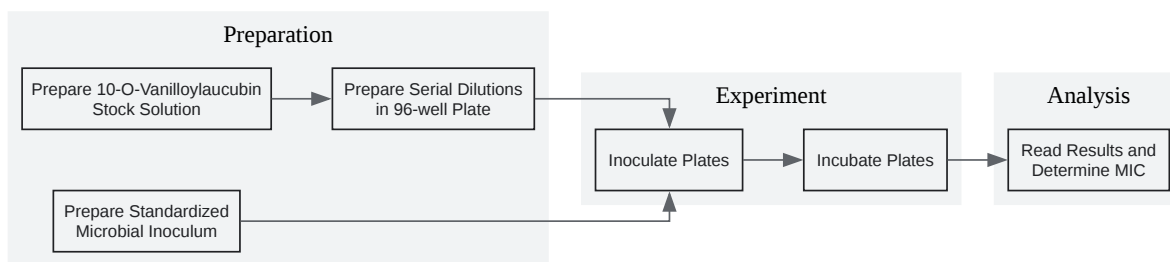 Preparation
Prepare 10-O-Vanilloylaucubin
Stock Solution
Prepare Serial Dilutions
in 96-well Plate
Prepare Standardized
Microbial Inoculum
Experiment
Inoculate Plates
Incubate Plates
Analysis
Read Results and
Determine MIC